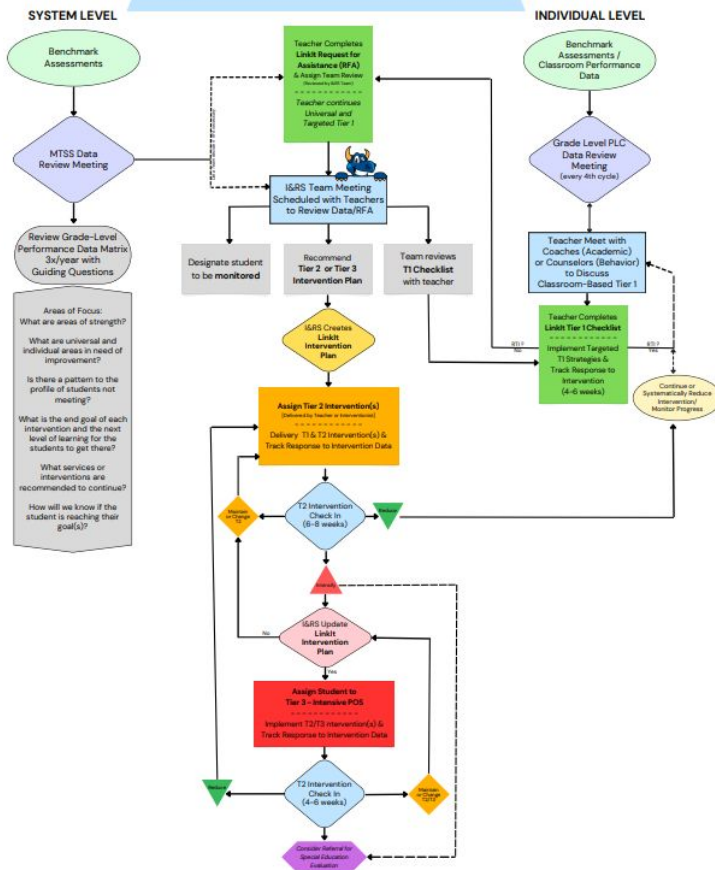 SYSTEM LEVEL
INDIVIDUAL LEVEL
Benchmark
Assessments
MTSS Data
Review Meeting
Review Grade-Level
Performance Data Matrix
3x/year with
Guiding Questions
Areas of Focus:
What are areas of strength?
What are universal and
individual areas in need of
improvement?
Is there a pattern to the
profile of students not
meeting?
What is the end goal of each
intervention and the next
level of learning for the
students to get there?
What services or
interventions are
recommended to continue?
How will we know if the
student is reaching their
goal(s)?
Teacher Completes
LinkIt Request for
Assistance (RFA)
& Assign Team Review
(Reviewed by I&RS Team)
Teacher continues
Universal and
Targeted Tier 1
I&RS Team Meeting
Scheduled with Teachers
to Review Data/RFA
Designate student
to be monitored
Recommend
Tier 2 or Tier 3
Intervention Plan
Team reviews
T1 Checklist
with teacher
I&RS Creates
LinkIt
Intervention
Plan
Assign Tier 2 Intervention(s)
(Delivered by Teacher or Interventionist)
Delivery T1 & T2 Intervention(s) &
Track Response to Intervention Data
Maintain
or Change
T2
T2 Intervention
Check In
(6-8 weeks)
Reduce
Intensify
I&RS Update
LinkIt
Intervention
Plan
No
Yes
Assign Student to
Tier 3 - Intensive POS
Implement T2/T3 ntervention(s) &
Track Response to Intervention Data
Reduce
T2 Intervention
Check In
(4-6 weeks)
Maintain
or Change
T2/T3
Consider Referral for
Special Education
Evaluation
Benchmark Assessments /
Classroom Performance
Data
Grade Level PLC
Data Review
Meeting
(every 4th cycle)
Teacher Meet with
Coaches (Academic)
or Counselors (Behavior)
to Discuss
Classroom-Based Tier 1
Teacher Completes
LinkIt Tier 1 Checklist
Implement Targeted
T1 Strategies &
Track Response to
Intervention
(4-6 weeks)
RTI ?
No
RTI ?
Yes
Continue or
Systematically Reduce
Intervention/
Monitor Progress